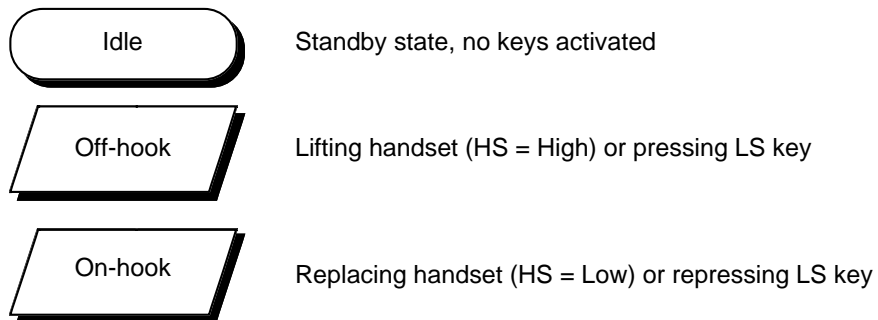 Idle Standby state, no keys activated
Off-hook Lifting handset (HS = High) or pressing LS key
On-hook Replacing handset (HS = Low) or repressing LS key